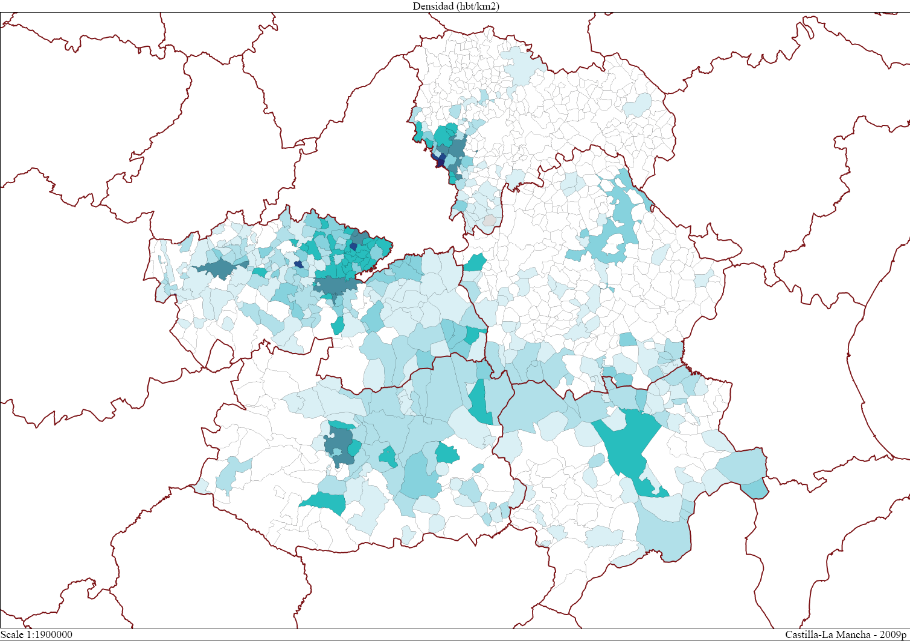 Densidad (hbt/km2)
Scale 1:1900000
Castilla-La Mancha - 2009p